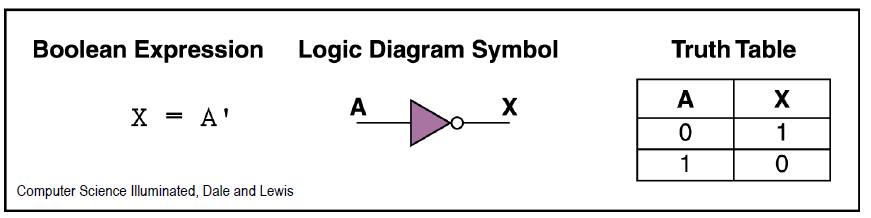 Boolean Expression Logic Diagram Symbol Truth Table
X = A'
A X
A X
0 1
1 0
Computer Science Illuminated, Dale and Lewis